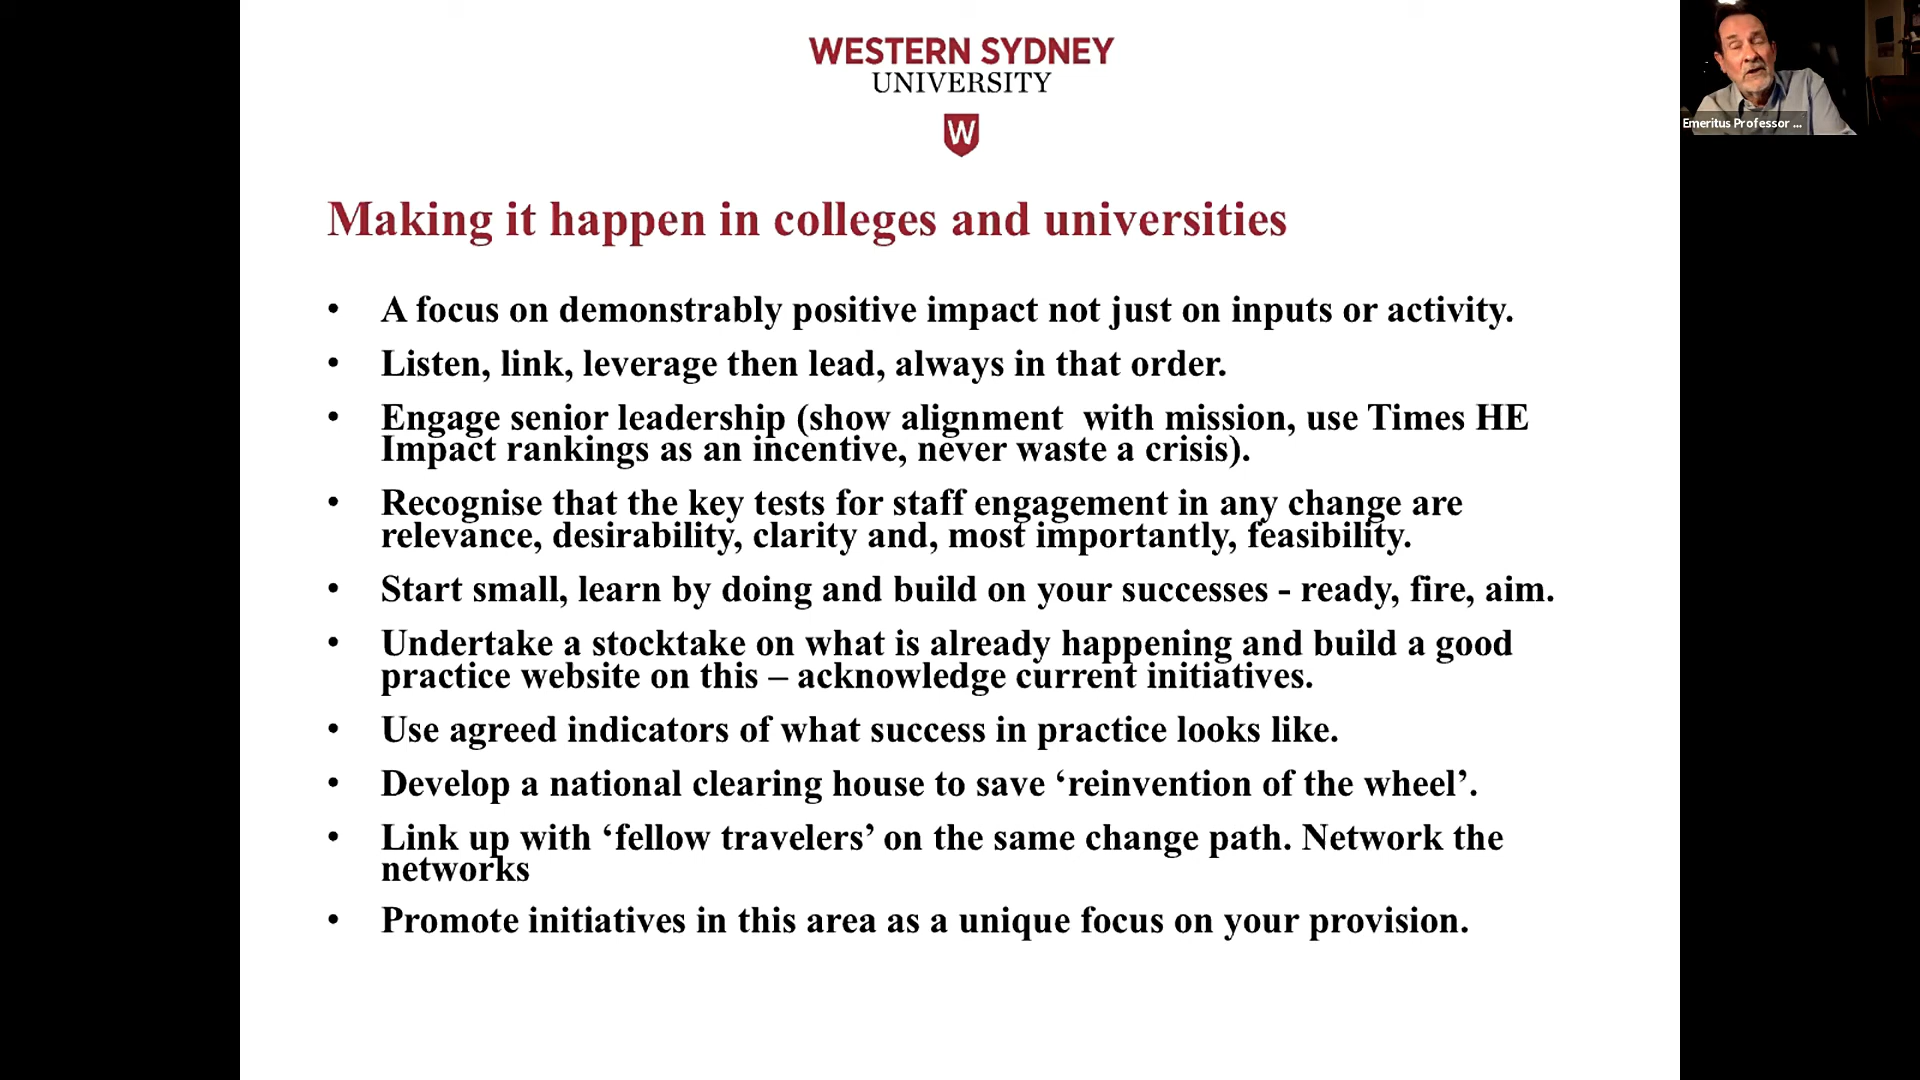 WESTERN SYDNEY
UNIVERSITY
W
Emeritus Professor ...
Making it happen in colleges and universities
• A focus on demonstrably positive impact not just on inputs or activity.
• Listen, link, leverage then lead, always in that order.
• Engage senior leadership (show alignment  with mission, use Times HE
Impact rankings as an incentive, never waste a crisis).
• Recognise that the key tests for staff engagement in any change are
relevance, desirability, clarity and, most importantly, feasibility.
• Start small, learn by doing and build on your successes - ready, fire, aim.
• Undertake a stocktake on what is already happening and build a good
practice website on this – acknowledge current initiatives.
• Use agreed indicators of what success in practice looks like.
• Develop a national clearing house to save ‘reinvention of the wheel’.
• Link up with ‘fellow travelers’ on the same change path. Network the
networks
• Promote initiatives in this area as a unique focus on your provision.